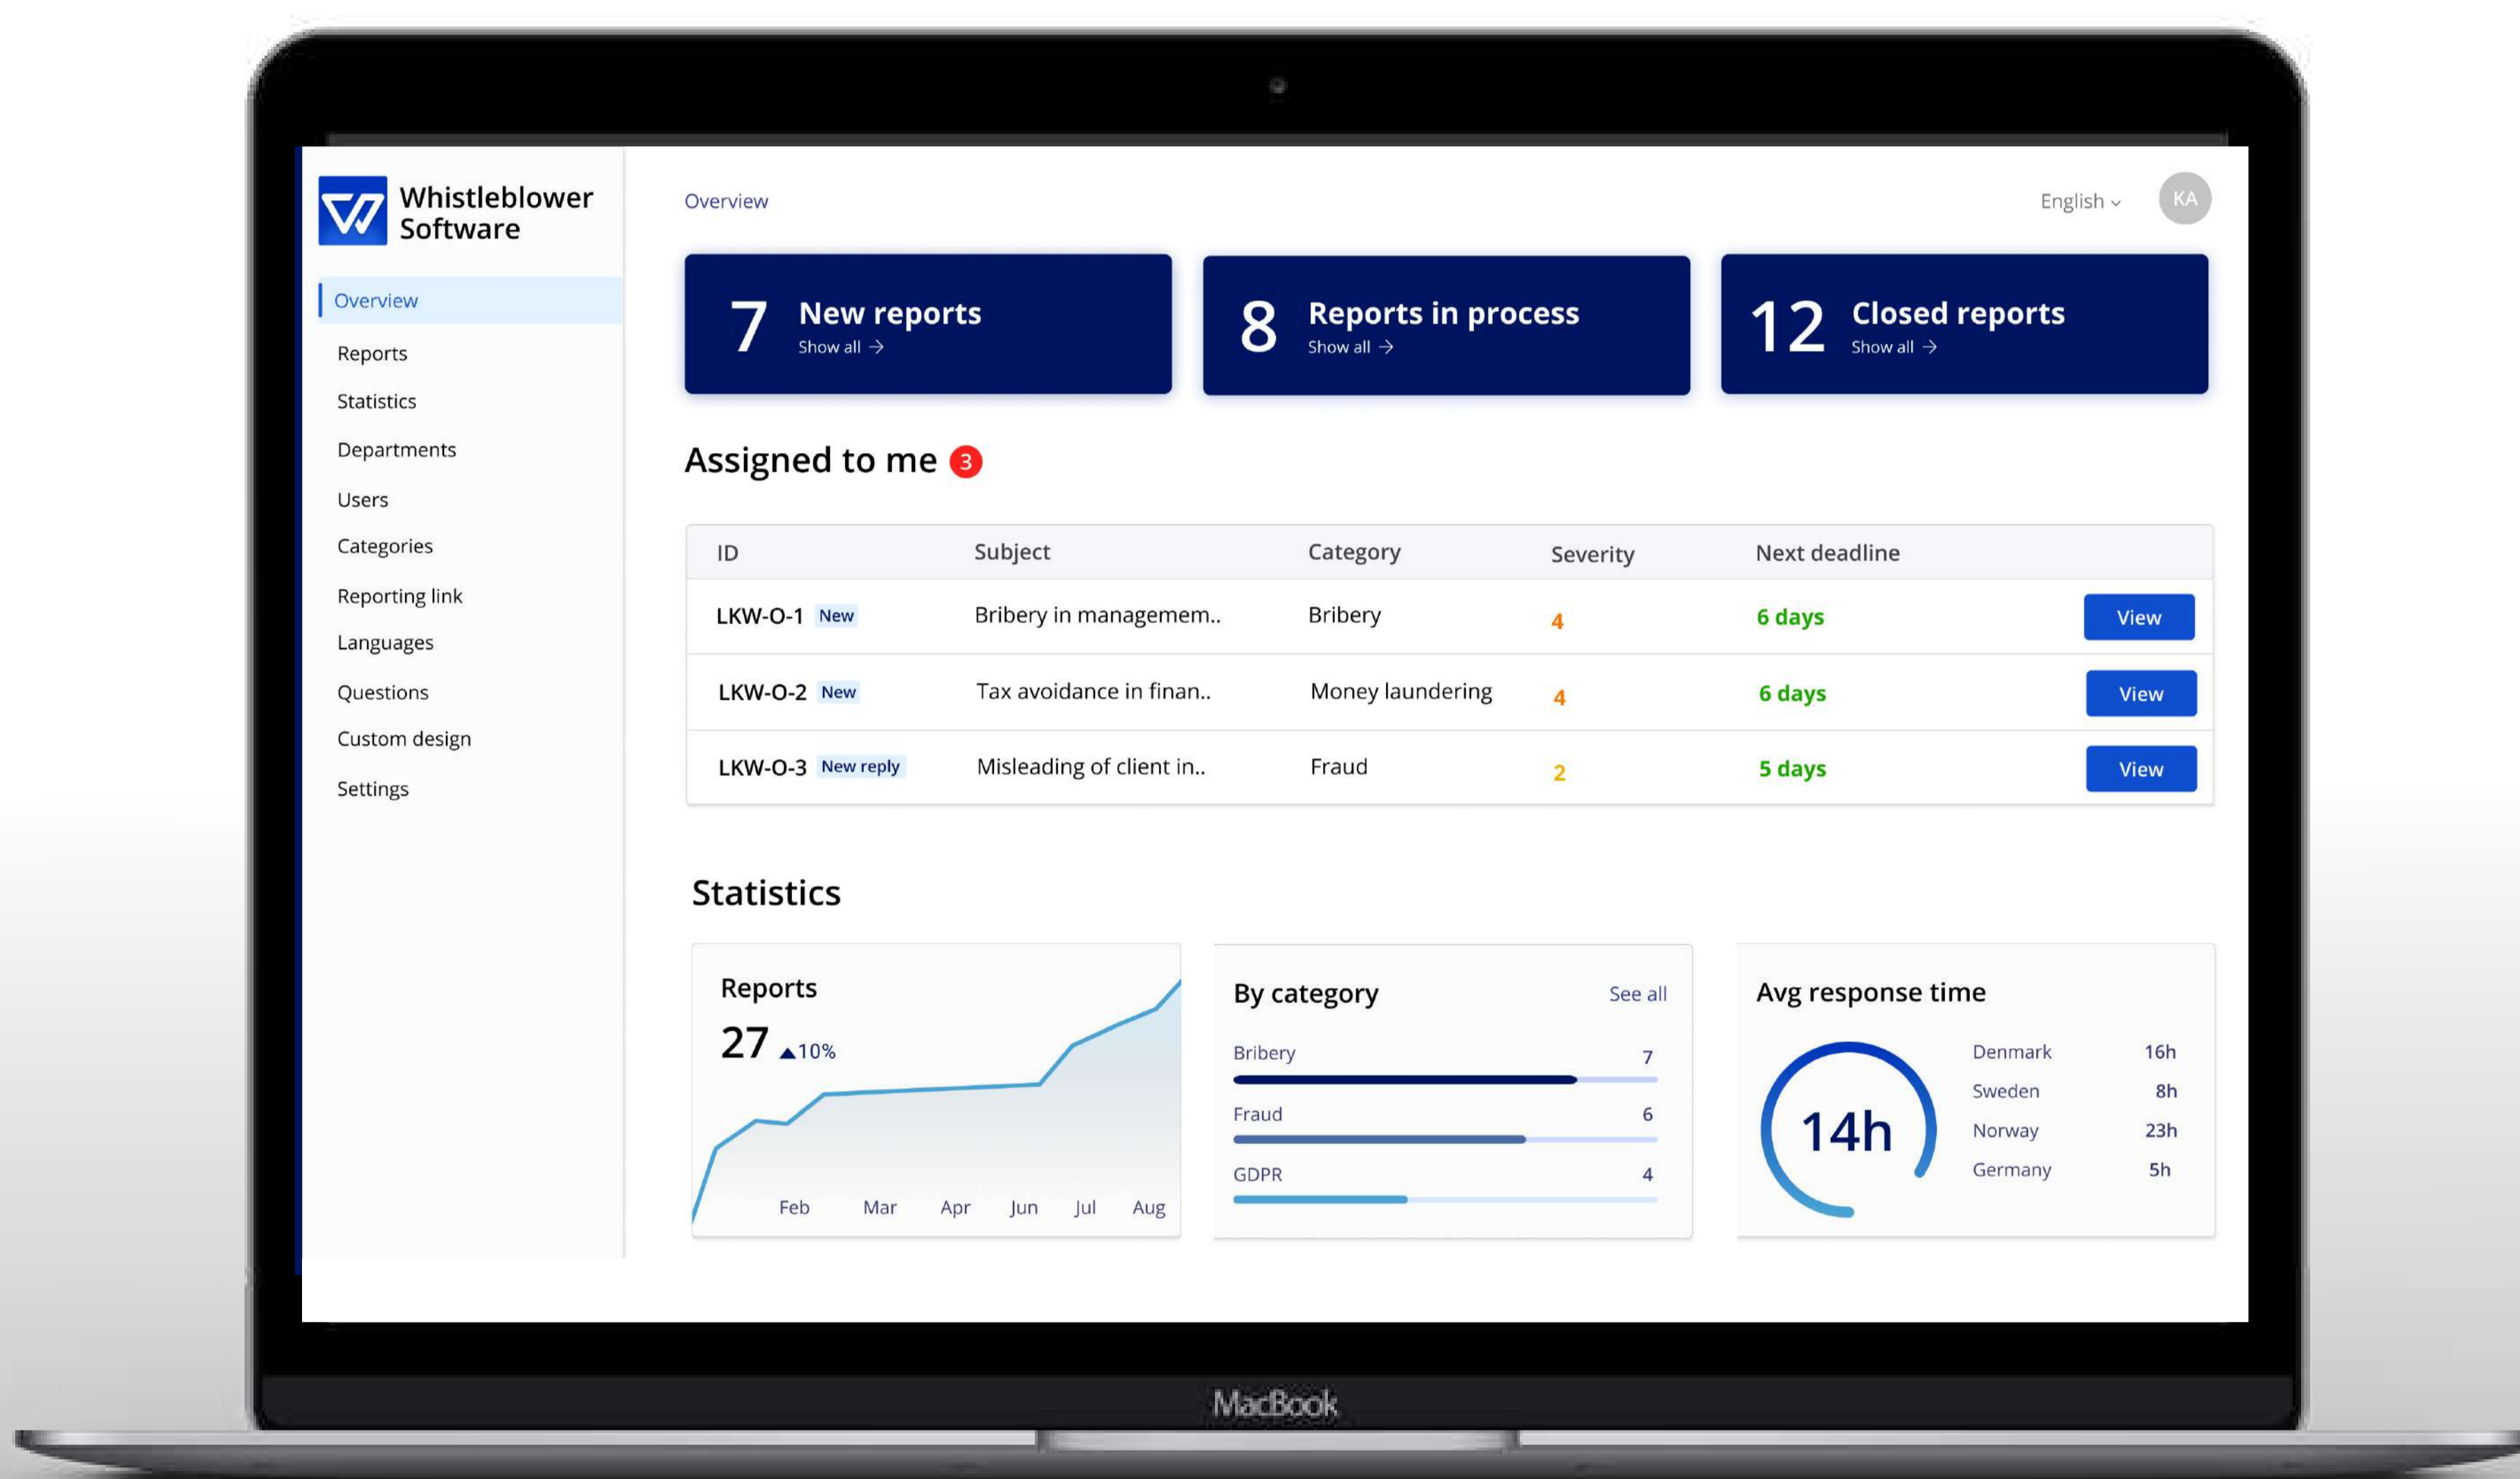 Whistleblower
Software
Overview
Reports
Statistics
Departments
Users
Categories
Reporting link
Languages
Questions
Custom design
Settings
Overview
English
KA
7 New reports
Show all →
8 Reports in process
Show all →
12 Closed reports
Show all →
Assigned to me 3
ID Subject Category Severity Next deadline
LKW-O-1 New Bribery in managemem.. Bribery 4 6 days View
LKW-O-2 New Tax avoidance in finan.. Money laundering 4 6 days View
LKW-O-3 New reply Misleading of client in.. Fraud 2 5 days View
Statistics
Reports
27 ▲10%
Feb Mar Apr Jun Jul Aug
By category See all
Bribery 7
Fraud 6
GDPR 4
Avg response time
14h
Denmark 16h
Sweden 8h
Norway 23h
Germany 5h
MacBook